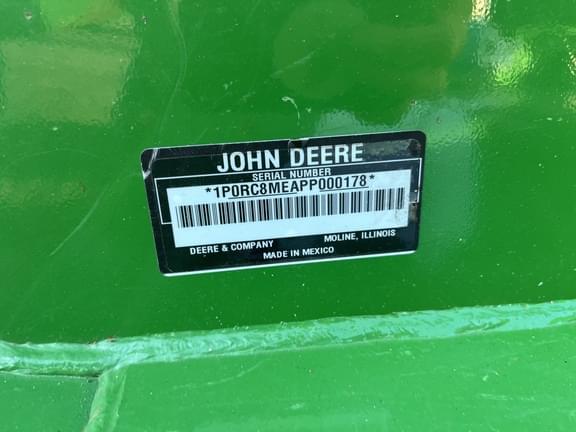 JOHN DEERE
SERIAL NUMBER
*1P0RC8MEAPP000178*
DEERE & COMPANY MOLINE, ILLINOIS
MADE IN MEXICO